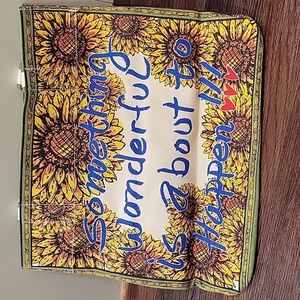 Something
Wonderful
is about to
Happen !!!